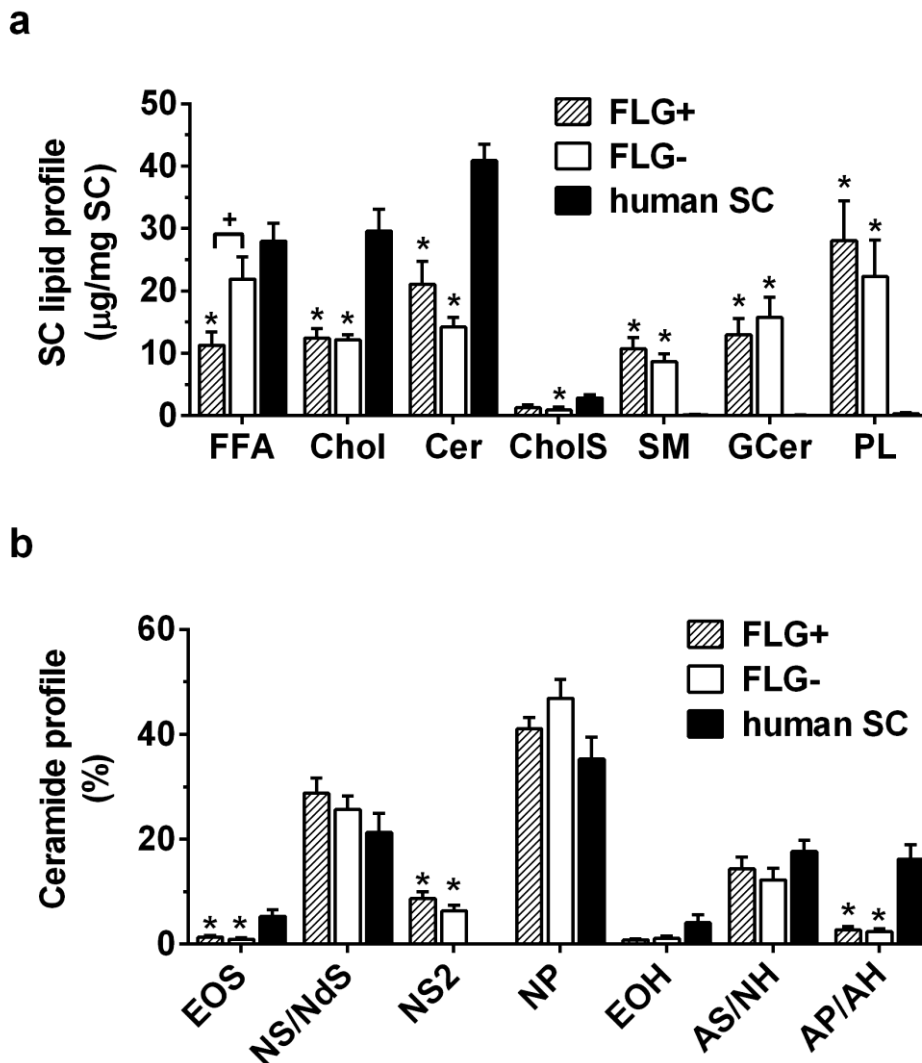 a
SC lipid profile
(µg/mg SC)
50
40
30
20
10
0
FLG+
FLG-
human SC
+
* * * * * * * * * * * *
FFA Chol Cer CholS SM GCer PL
b
Ceramide profile
(%)
60
40
20
0
FLG+
FLG-
human SC
* * * * * *
EOS NS/NdS NS2 NP EOH AS/NH AP/AH